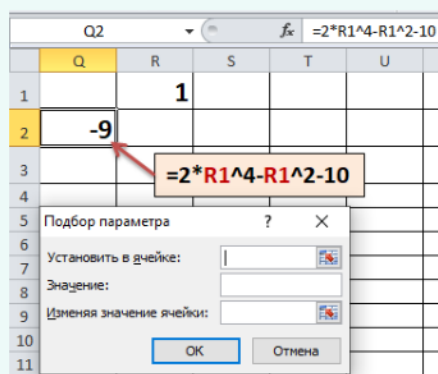 Q2 fx =2*R1^4-R1^2-10
Q R S T U
1 1
2 -9
=2*R1^4-R1^2-10
3
4
5 Подбор параметра ? ×
6 Установить в ячейке:
7
8 Значение:
9 Изменяя значение ячейки:
10 ОК Отмена
11